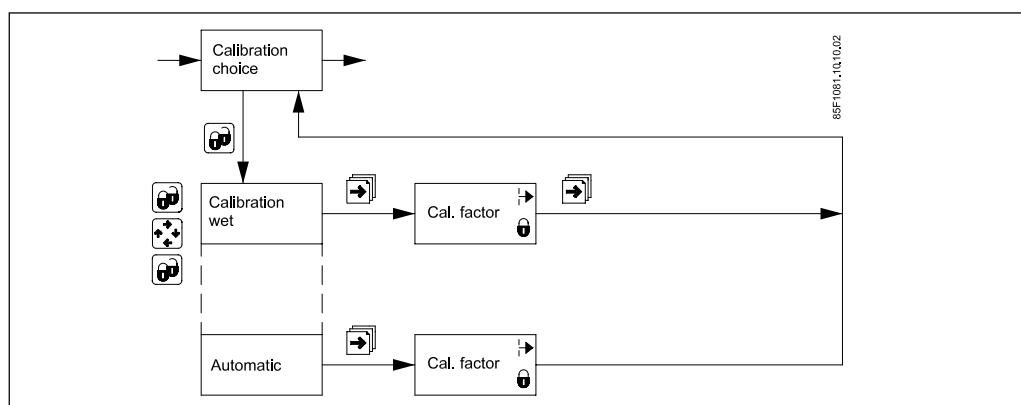 Calibration
choice
85F1081.10.10.02
Calibration
wet
Cal. factor
Automatic
Cal. factor